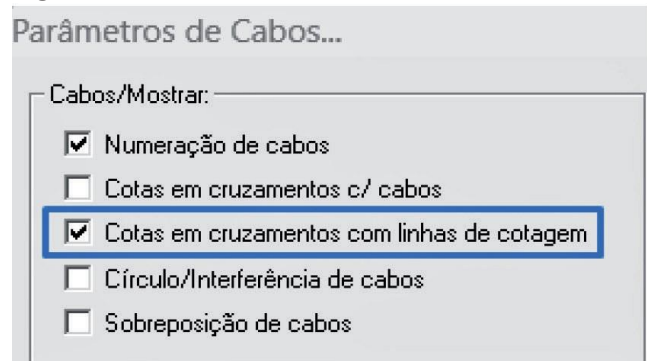 Parâmetros de Cabos...
Cabos/Mostrar:
Numeração de cabos
Cotas em cruzamentos c/ cabos
Cotas em cruzamentos com linhas de cotagem
Círculo/Interferência de cabos
Sobreposição de cabos